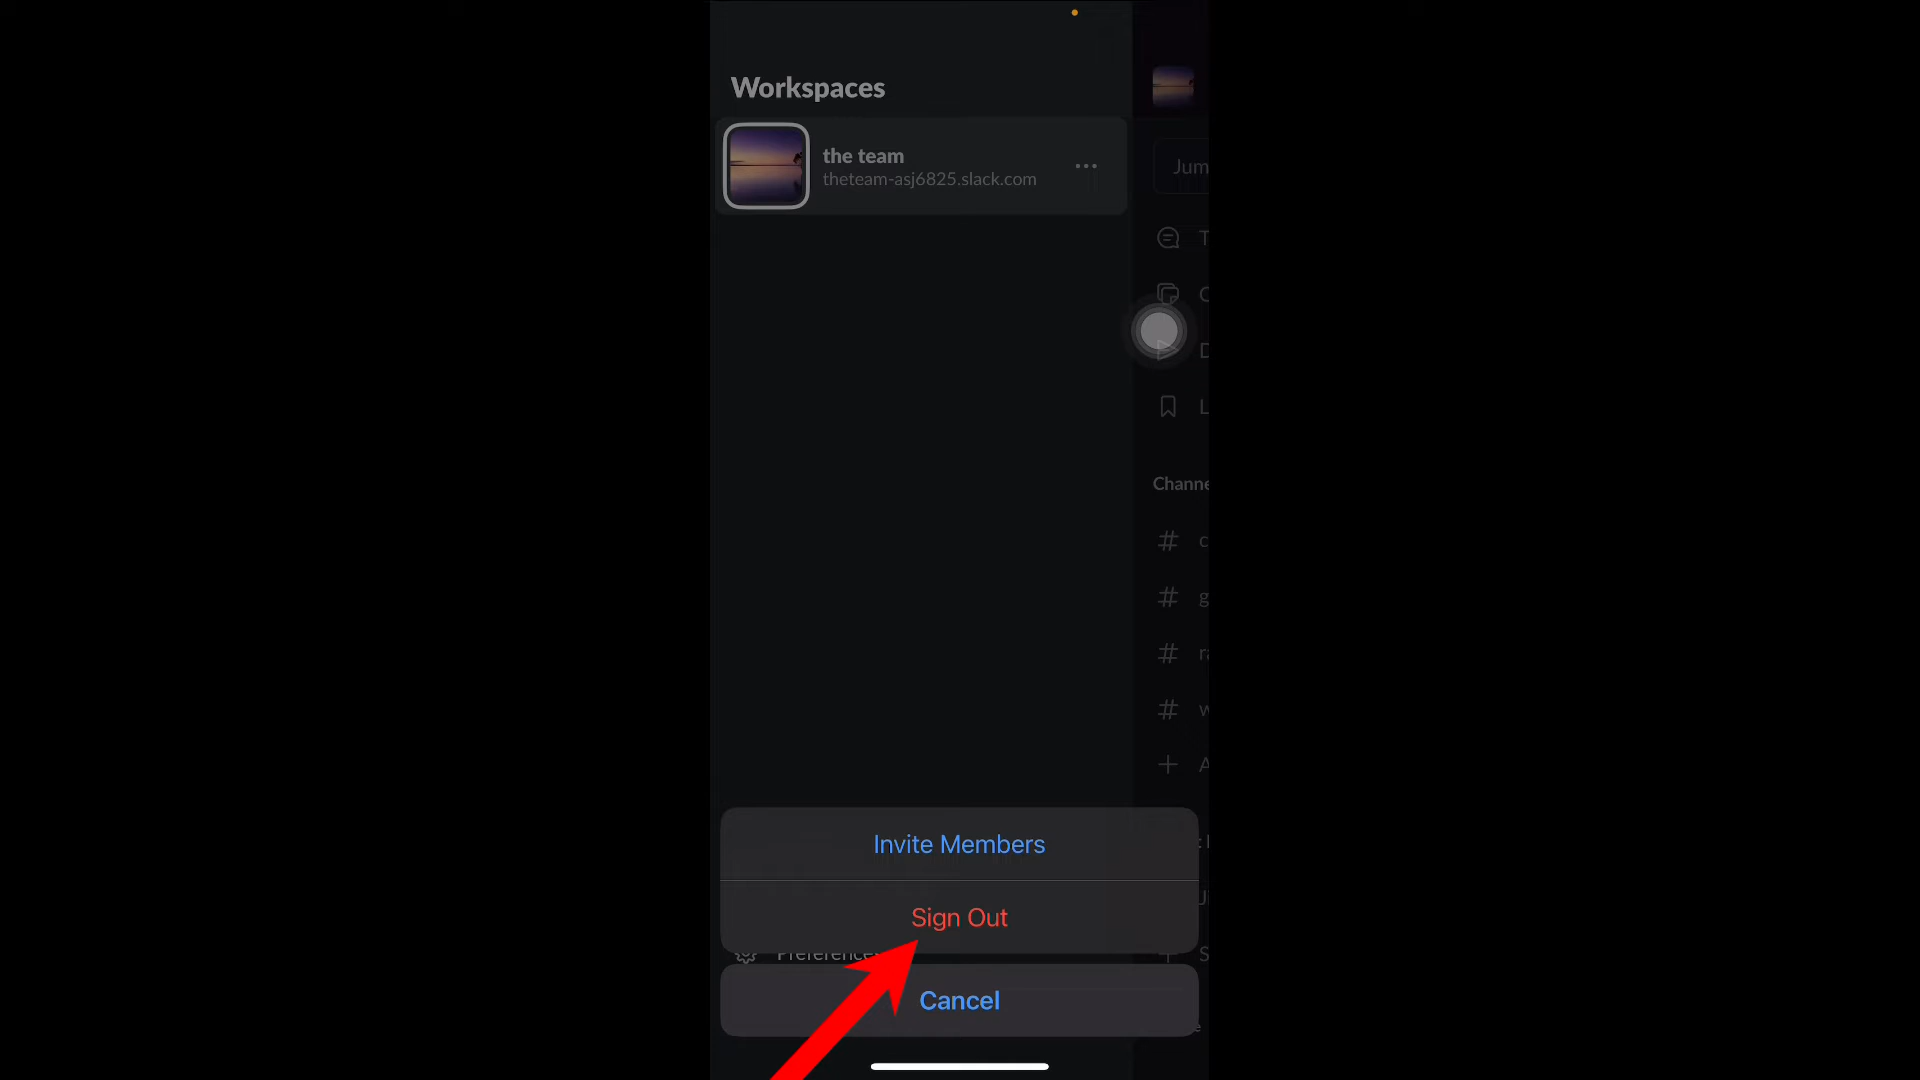 Workspaces
the team
theteam-asj6825.slack.com
Invite Members
Sign Out
Cancel